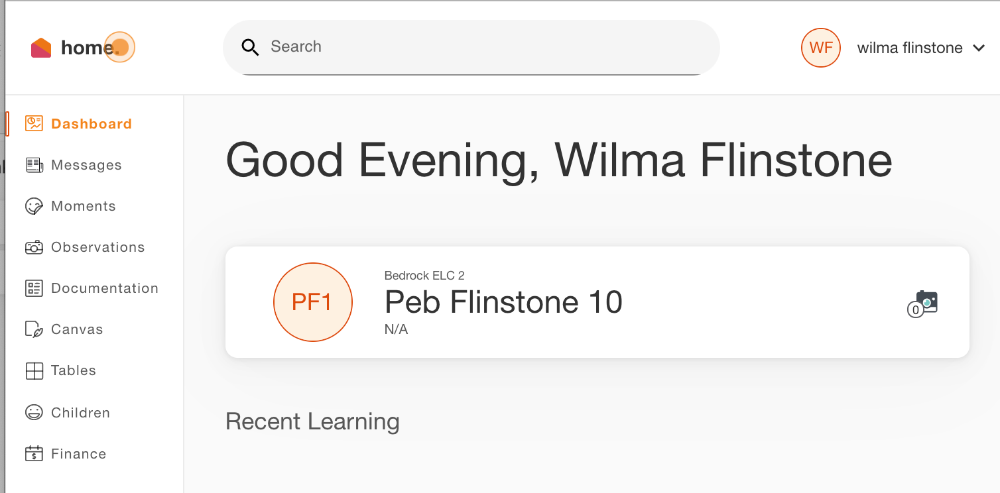 home.
Search
WF
wilma flinstone
Dashboard
Messages
Moments
Observations
Documentation
Canvas
Tables
Children
Finance
Good Evening, Wilma Flinstone
PF1
Bedrock ELC 2
Peb Flinstone 10
N/A
0
Recent Learning